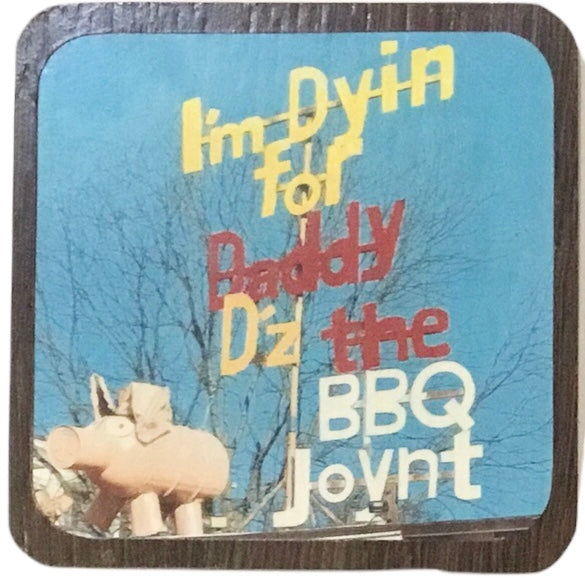 I'm Dyin
for
Daddy
D'z the
BBQ
Joynt